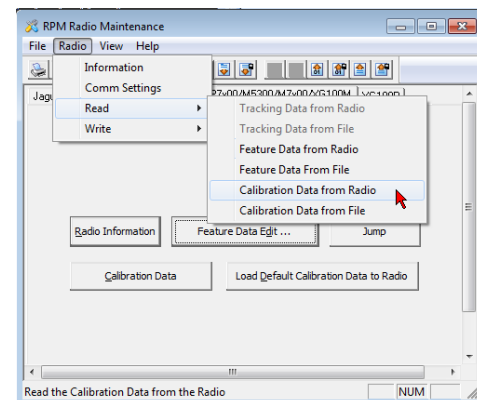 RPM Radio Maintenance
File Radio View Help
Information
Comm Settings
Read
Write
Tracking Data from Radio
Tracking Data from File
Feature Data from Radio
Feature Data From File
Calibration Data from Radio
Calibration Data from File
Radio Information
Feature Data Edit ...
Jump
Calibration Data
Load Default Calibration Data to Radio
Read the Calibration Data from the Radio
NUM